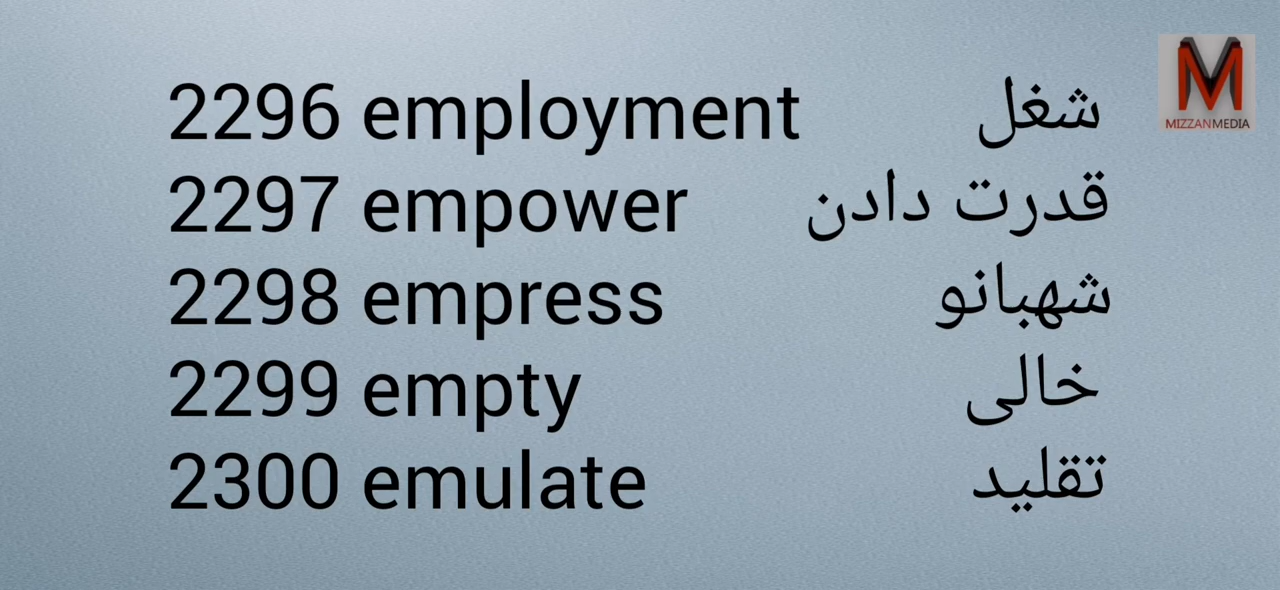 2296 employment شغل
2297 empower قدرت دادن
2298 empress شهبانو
2299 empty خالی
2300 emulate تقلید
MIZZANMEDIA